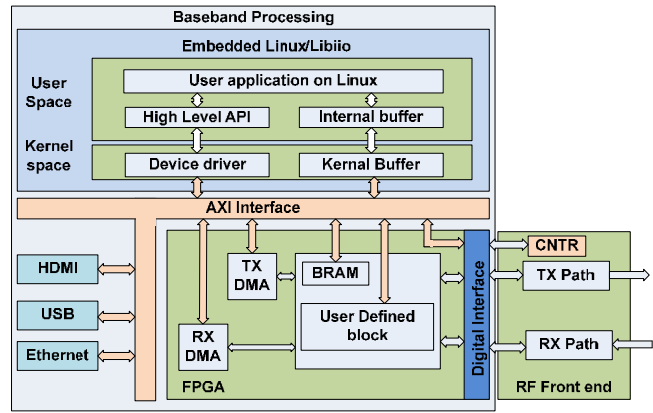 Baseband Processing
Embedded Linux/Libiio
User
Space
User application on Linux
High Level API
Internal buffer
Kernel
space
Device driver
Kernal Buffer
AXI Interface
HDMI
USB
Ethernet
TX
DMA
BRAM
User Defined
block
RX
DMA
FPGA
Digital Interface
CNTR
TX Path
RX Path
RF Front end